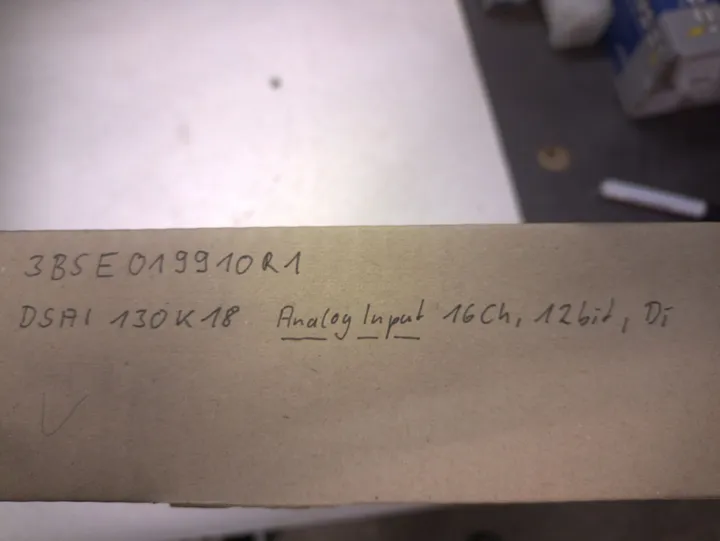 3BSE019910R1
DSAI 130K18 Analog Input 16Ch, 12bit, Di